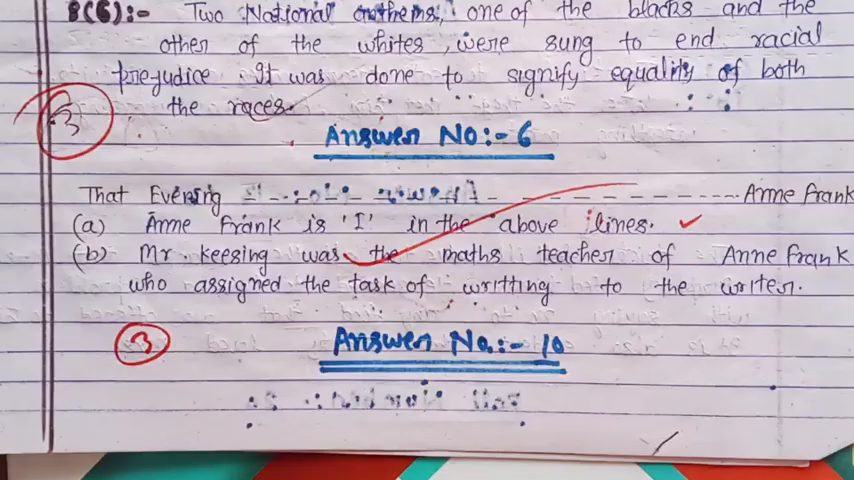 8(6):- Two National anthems, one of the blacks and the
other of the whites, were sung to end racial
prejudice. It was done to signify equality of both
the races.
3
Answer No:- 6
That Evening ------------ Anne Frank
(a) Anne Frank is 'I' in the above lines.
(b) Mr. keesing was the maths teacher of Anne frank
who assigned the task of writting to the writer.
3
Answer No.:- 10